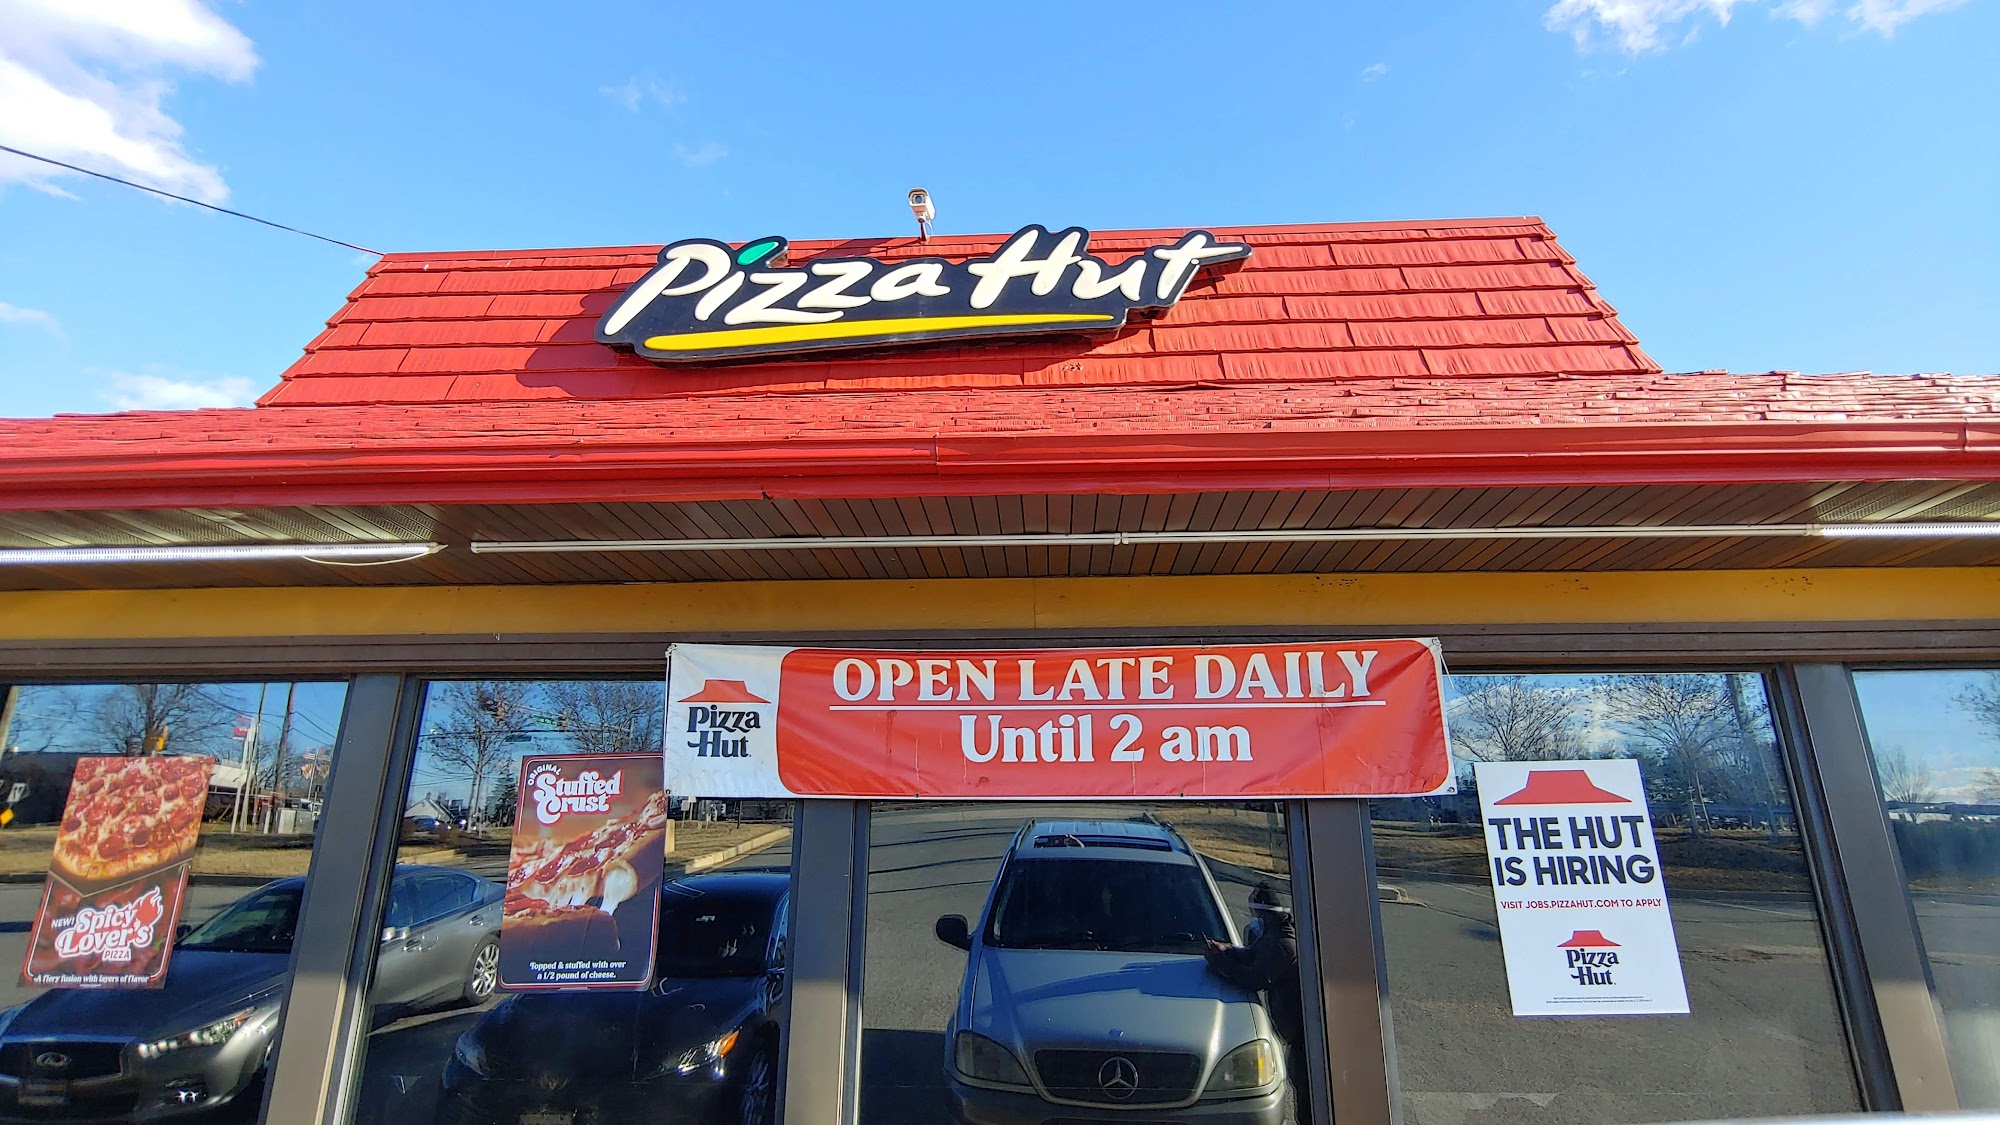 Pizza Hut
OPEN LATE DAILY
Until 2 am
Pizza
Hut
ORIGINAL
Stuffed
Crust
Topped & stuffed with over
a 1/2 pound of cheese.
NEW!
Spicy
Lover's
PIZZA
A fiery fusion with layers of flavor
THE HUT
IS HIRING
VISIT JOBS.PIZZAHUT.COM TO APPLY
Pizza
Hut